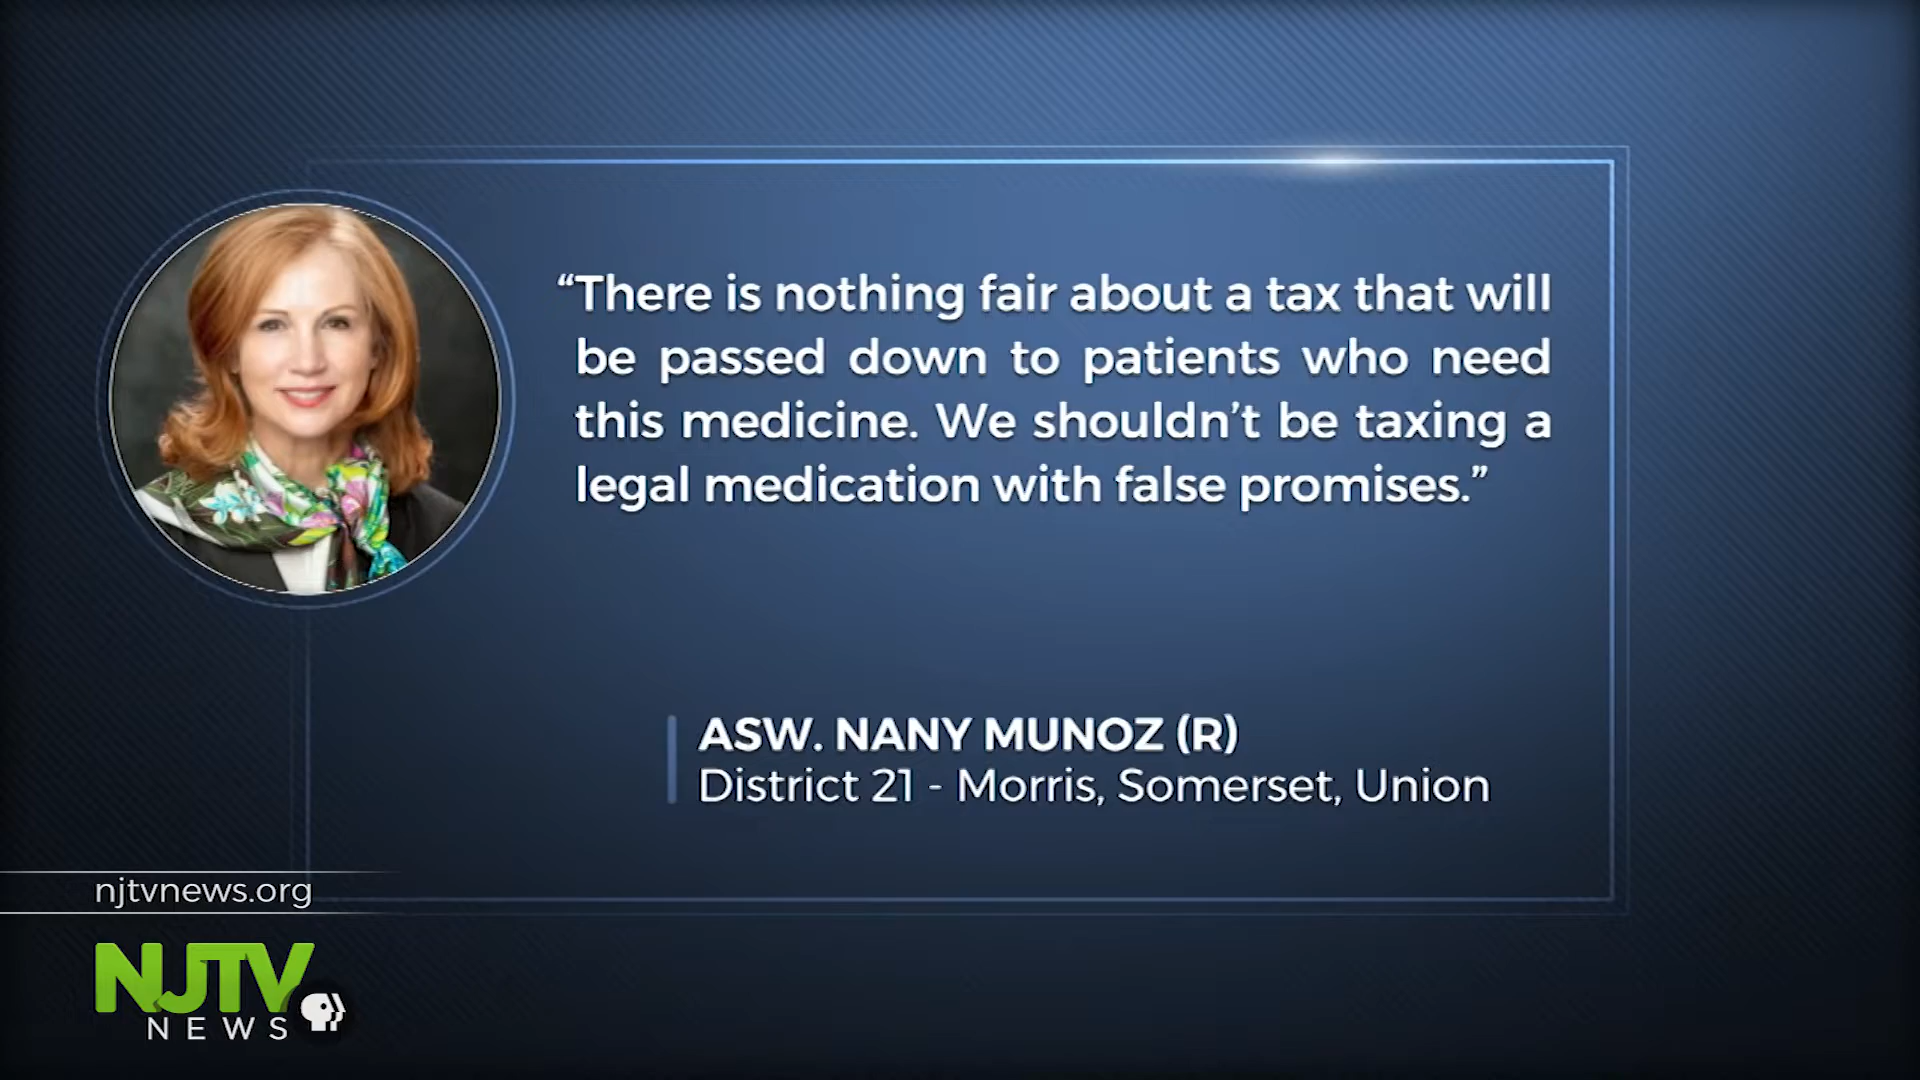 “There is nothing fair about a tax that will
be passed down to patients who need
this medicine. We shouldn’t be taxing a
legal medication with false promises.”
ASW. NANY MUNOZ (R)
District 21 - Morris, Somerset, Union
njtvnews.org
NJTV
NEWS